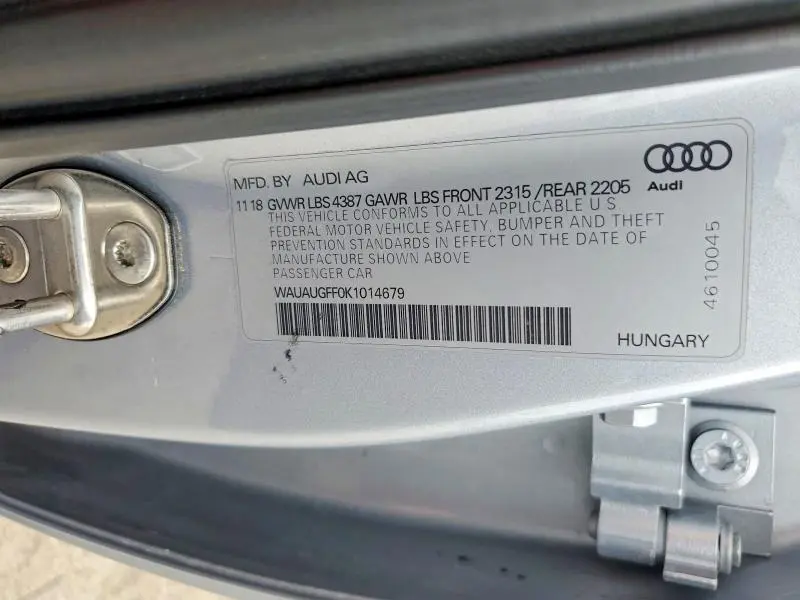 MFD. BY AUDI AG
11 18 GVWR LBS 4387 GAWR LBS FRONT 2315 / REAR 2205
THIS VEHICLE CONFORMS TO ALL APPLICABLE U S
FEDERAL MOTOR VEHICLE SAFETY, BUMPER AND THEFT
PREVENTION STANDARDS IN EFFECT ON THE DATE OF
MANUFACTURE SHOWN ABOVE
PASSENGER CAR
WAUAUGFF0K1014679
Audi
4610045
HUNGARY